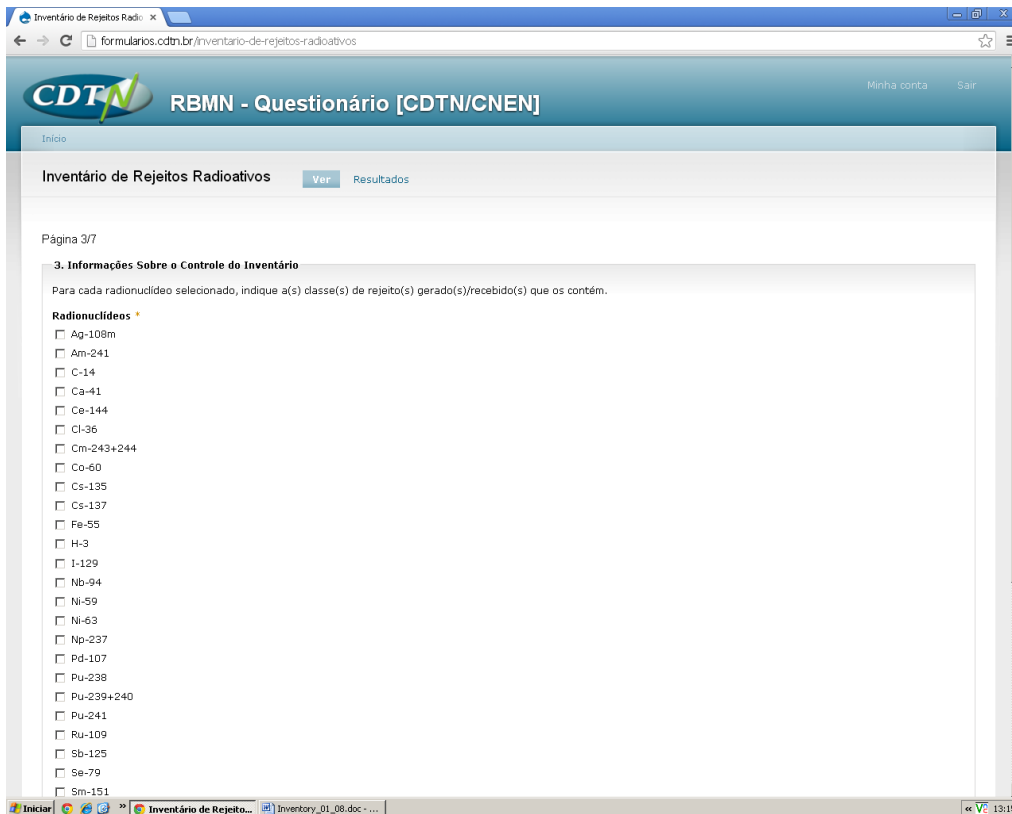 Inventário de Rejeitos Radio
formularios.cdtn.br/inventario-de-rejeitos-radioativos
CDTN
RBMN - Questionário [CDTN/CNEN]
Minha conta Sair
Início
Inventário de Rejeitos Radioativos Ver Resultados
Página 3/7
3. Informações Sobre o Controle do Inventário
Para cada radionuclídeo selecionado, indique a(s) classe(s) de rejeito(s) gerado(s)/recebido(s) que os contém.
Radionuclídeos *
Ag-108m
Am-241
C-14
Ca-41
Ce-144
Cl-36
Cm-243+244
Co-60
Cs-135
Cs-137
Fe-55
H-3
I-129
Nb-94
Ni-59
Ni-63
Np-237
Pd-107
Pu-238
Pu-239+240
Pu-241
Ru-109
Sb-125
Se-79
Sm-151
Iniciar » Inventário de Rejeito... Inventory_01_08.doc - ... « 13:15